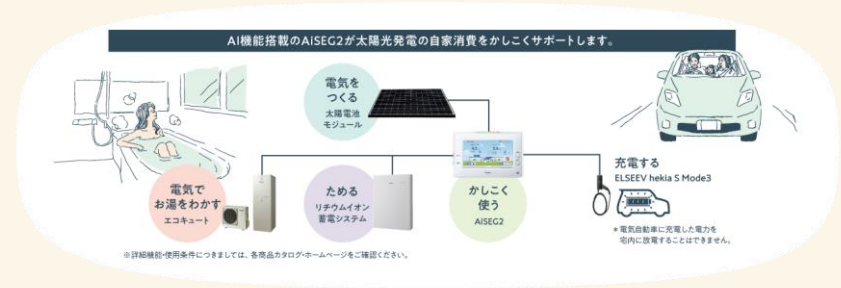 AI機能搭載のAiSEG2が太陽光発電の自家消費をかしこくサポートします。
電気を
つくる
太陽電池
モジュール
電気で
お湯をわかす
エコキュート
ためる
リチウムイオン
蓄電システム
かしこく
使う
AiSEG2
充電する
ELSEEV hekia S Mode3
＊電気自動車に充電した電力を
宅内に放電することはできません。
※詳細機能・使用条件につきましては、各商品カタログ・ホームページをご確認ください。